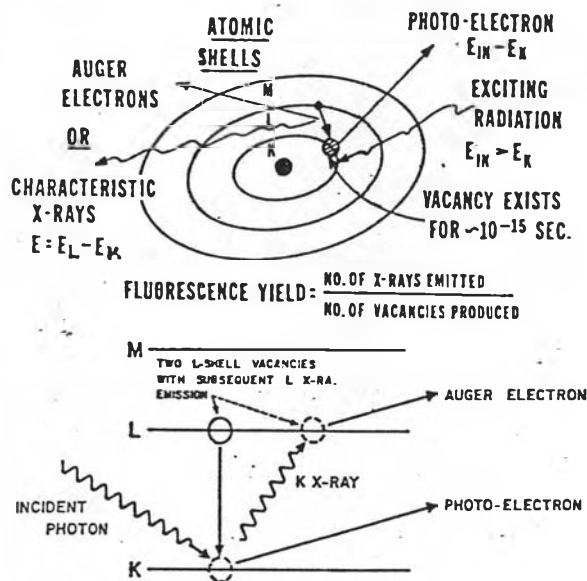 ATOMIC
SHELLS
PHOTO-ELECTRON
E_IN-E_K
AUGER
ELECTRONS
OR
CHARACTERISTIC
X-RAYS
E=E_L-E_K
M
L
K
EXCITING
RADIATION
E_IN>E_K
VACANCY EXISTS
FOR ~10-15 SEC.
FLUORESCENCE YIELD= NO.OF X-RAYS EMITTED
NO.OF VACANCIES PRODUCED
M
TWO L-SHELL VACANCIES
WITH SUBSEQUENT L X-RA.
EMISSION
AUGER ELECTRON
L
K X-RAY
INCIDENT
PHOTON
PHOTO-ELECTRON
K